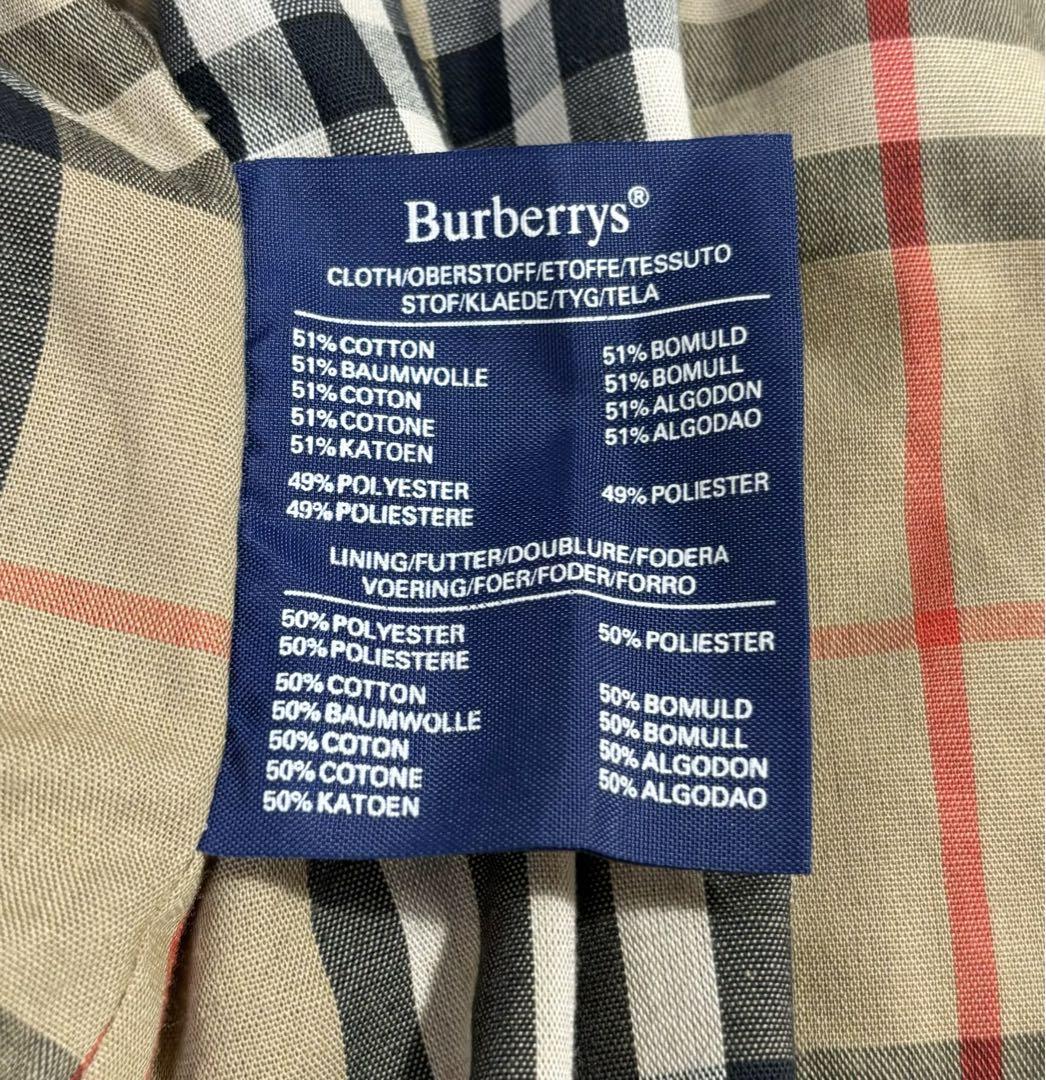 Burberrys®
CLOTH/OBERSTOFF/ETOFFE/TESSUTO
STOF/KLAEDE/TYG/TELA
51% COTTON
51% BAUMWOLLE
51% COTON
51% COTONE
51% KATOEN
51% BOMULD
51% BOMULL
51% ALGODON
51% ALGODAO
49% POLYESTER
49% POLIESTERE
49% POLIESTER
LINING/FUTTER/DOUBLURE/FODERA
VOERING/FOER/FODER/FORRO
50% POLYESTER
50% POLIESTERE
50% POLIESTER
50% COTTON
50% BAUMWOLLE
50% COTON
50% COTONE
50% KATOEN
50% BOMULD
50% BOMULL
50% ALGODON
50% ALGODAO